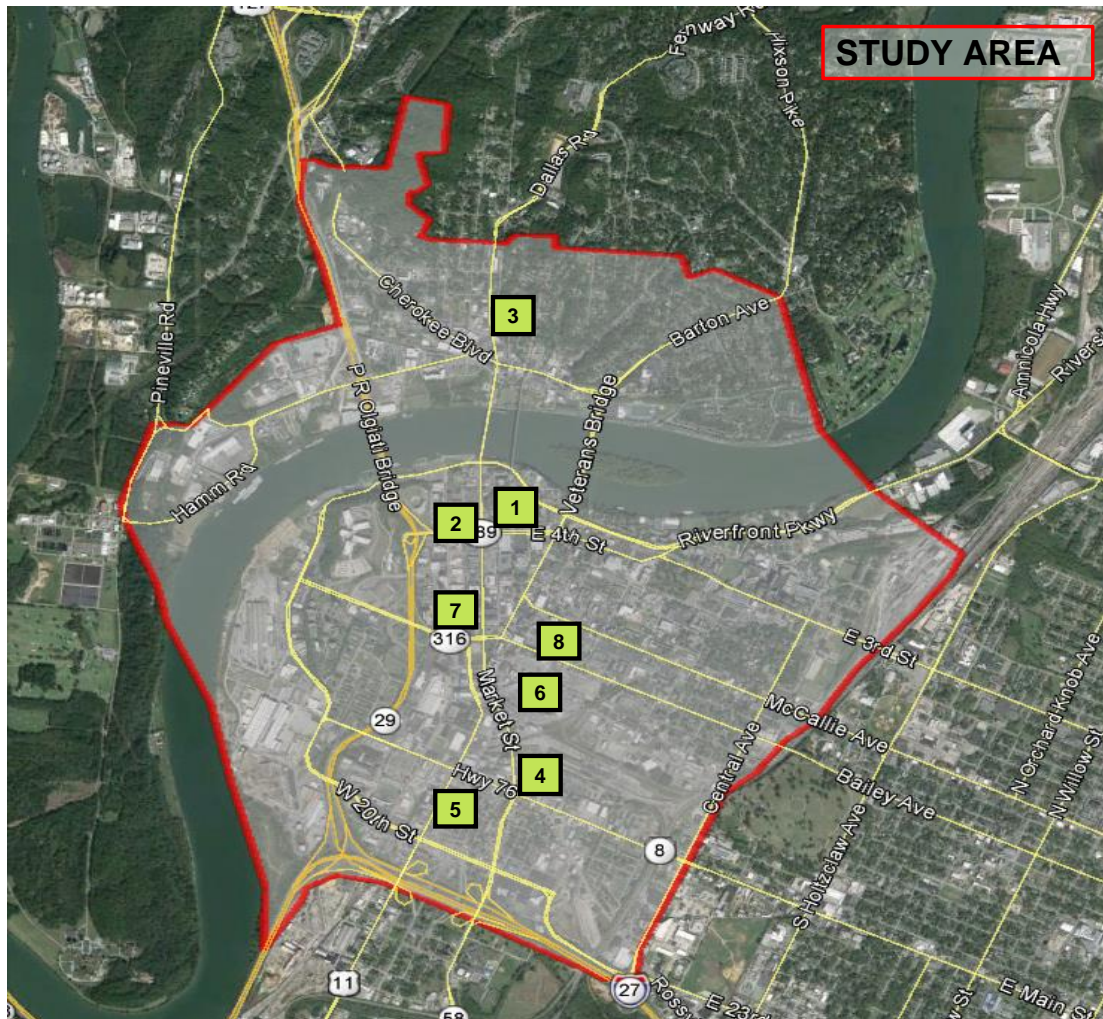 127
STUDY AREA
Fenway
Hixson Pike
Dallas Rd
Pineville Rd
Cherokee Blvd
3
Barton Ave
Amnicola Hwy
P R Olgiati Bridge
Veterans Bridge
Hamm Rd
1
2
E 4th St
Riverfront Pkwy
7
316
8
E 3rd St
6
Market St
29
McCallie Ave
N Orchard Knob Ave
N Willow St
4
Hwy 76
5
Central Ave
Bailey Ave
W 20th St
8
S Holtzclaw Ave
11
27
E 23rd
E Main St
58